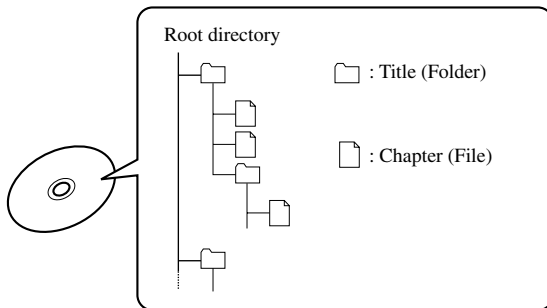 Root directory
: Title (Folder)
: Chapter (File)